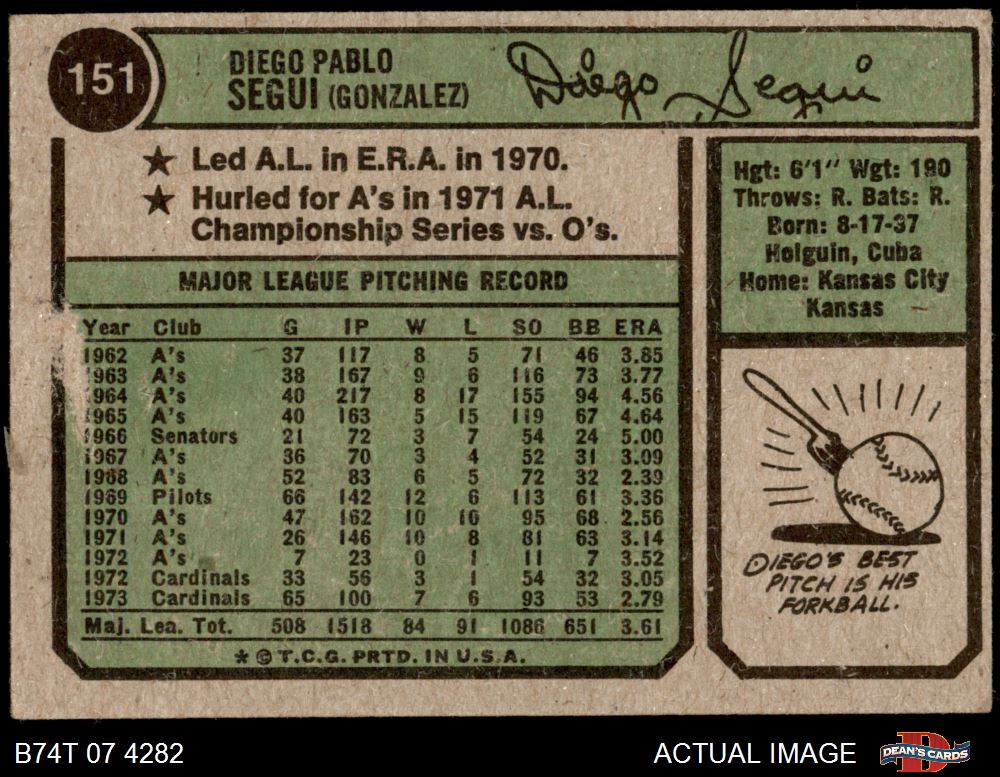 151
DIEGO PABLO
SEGUI (GONZALEZ)
Diego Segui
★ Led A.L. in E.R.A. in 1970.
★ Hurled for A's in 1971 A.L.
Championship Series vs. O's.
Hgt: 6'1" Wgt: 190
Throws: R. Bats: R.
Born: 8-17-37
Holguin, Cuba
Home: Kansas City
Kansas
MAJOR LEAGUE PITCHING RECORD
Year Club G IP W L SO BB ERA
1962 A's 37 117 8 5 71 46 3.85
1963 A's 38 167 9 6 116 73 3.77
1964 A's 40 217 8 17 155 94 4.56
1965 A's 40 163 5 15 119 67 4.64
1966 Senators 21 72 3 7 54 24 5.00
1967 A's 36 70 3 4 52 31 3.09
1968 A's 52 83 6 5 72 32 2.39
1969 Pilots 66 142 12 6 113 61 3.36
1970 A's 47 162 10 10 95 68 2.56
1971 A's 26 146 10 8 81 63 3.14
1972 A's 7 23 0 1 11 7 3.52
1972 Cardinals 33 56 3 1 54 32 3.05
1973 Cardinals 65 100 7 6 93 53 2.79
Maj. Lea. Tot. 508 1518 84 91 1086 651 3.61
* © T.C.G. PRTD. IN U.S.A.
DIEGO'S BEST
PITCH IS HIS
FORKBALL.
B74T 07 4282
ACTUAL IMAGE
DEAN'S CARDS